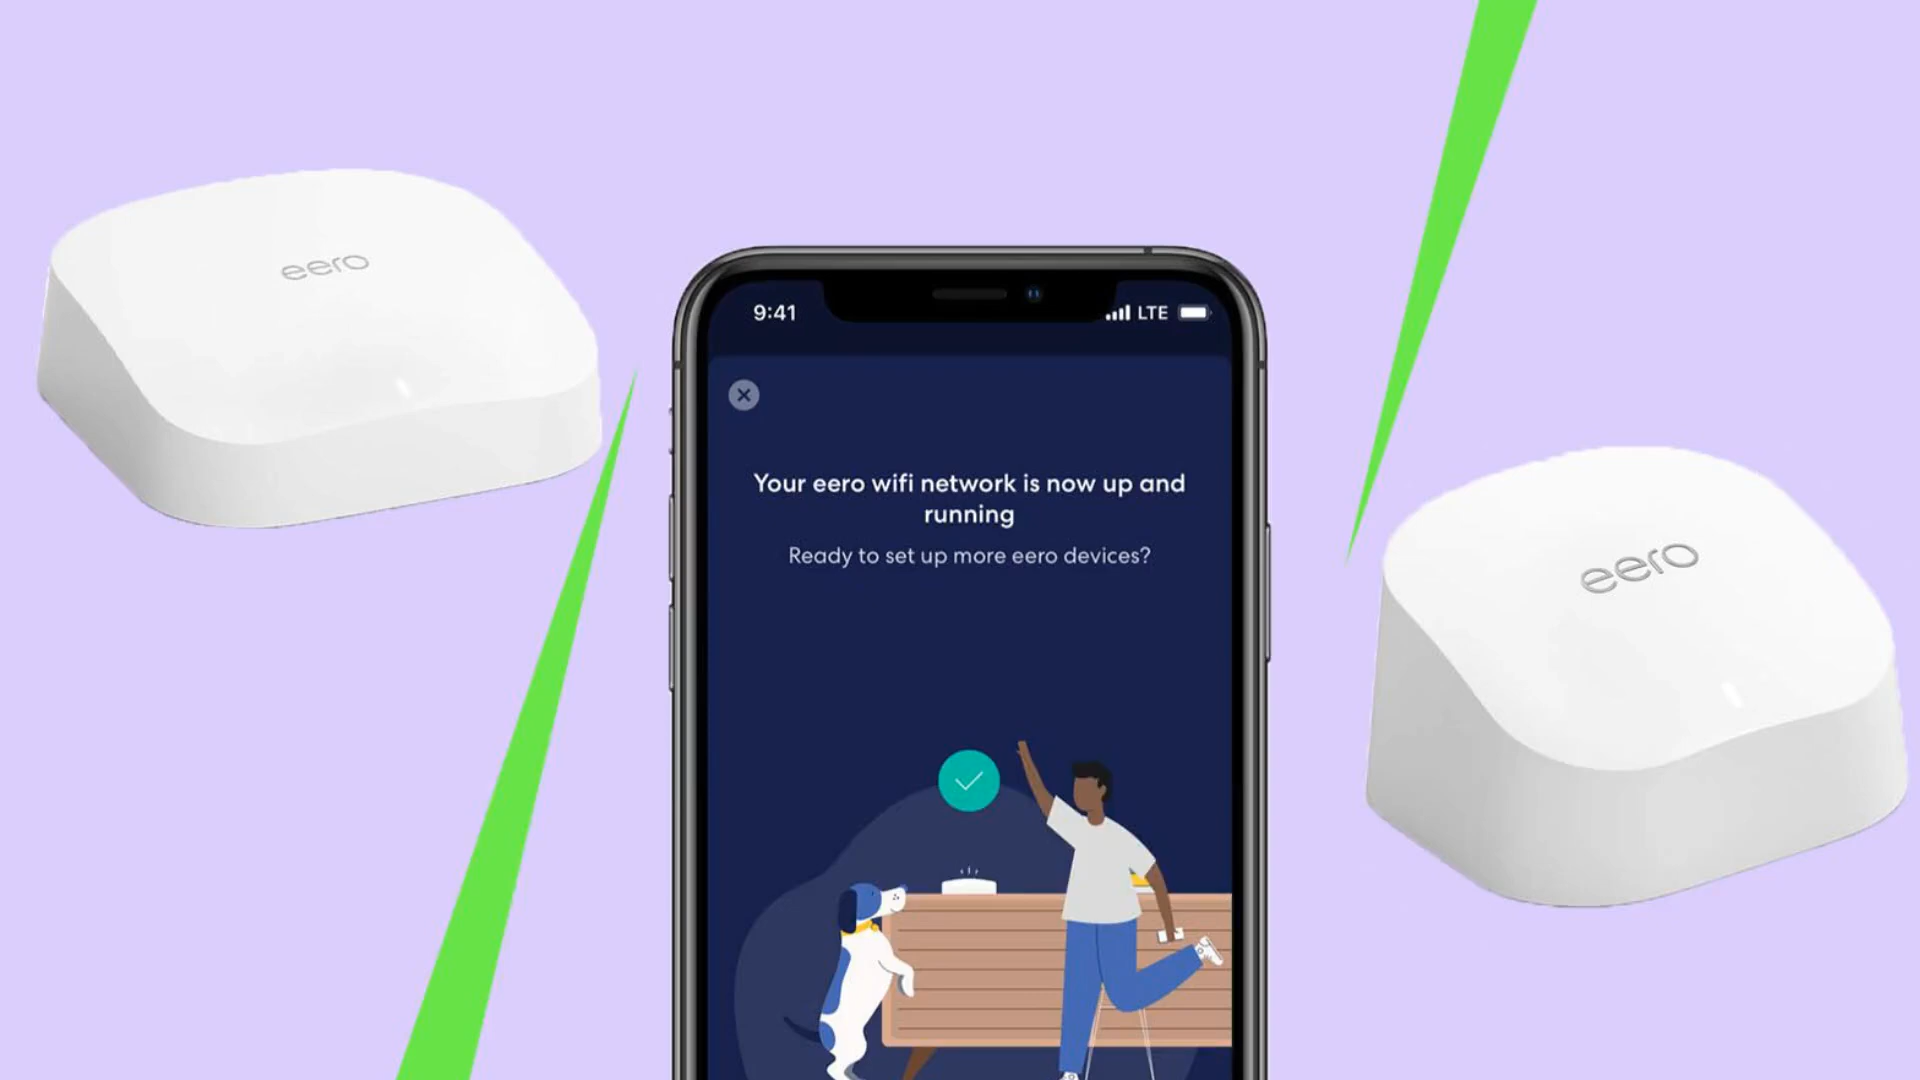 eero
9:41
LTE
Your eero wifi network is now up and
running
Ready to set up more eero devices?
eero